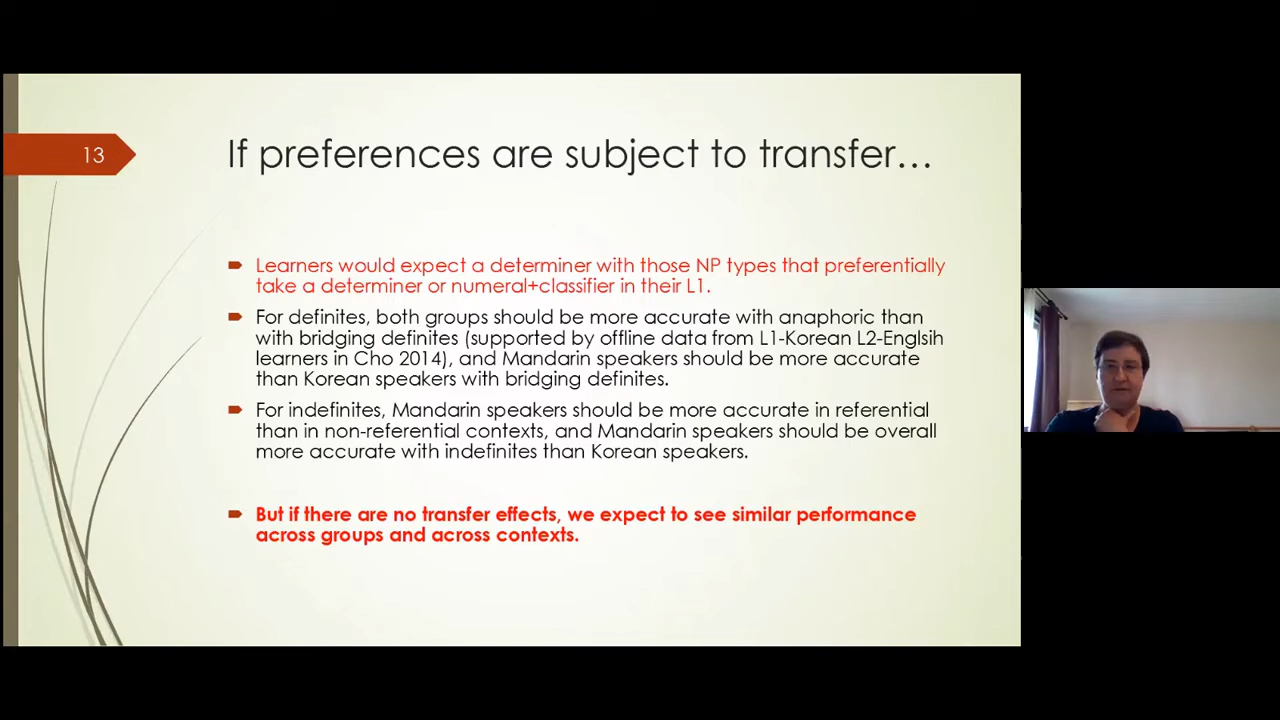 13
If preferences are subject to transfer…
Learners would expect a determiner with those NP types that preferentially
take a determiner or numeral+classifier in their L1.
For definites, both groups should be more accurate with anaphoric than
with bridging definites (supported by offline data from L1-Korean L2-Englsih
learners in Cho 2014), and Mandarin speakers should be more accurate
than Korean speakers with bridging definites.
For indefinites, Mandarin speakers should be more accurate in referential
than in non-referential contexts, and Mandarin speakers should be overall
more accurate with indefinites than Korean speakers.
But if there are no transfer effects, we expect to see similar performance
across groups and across contexts.